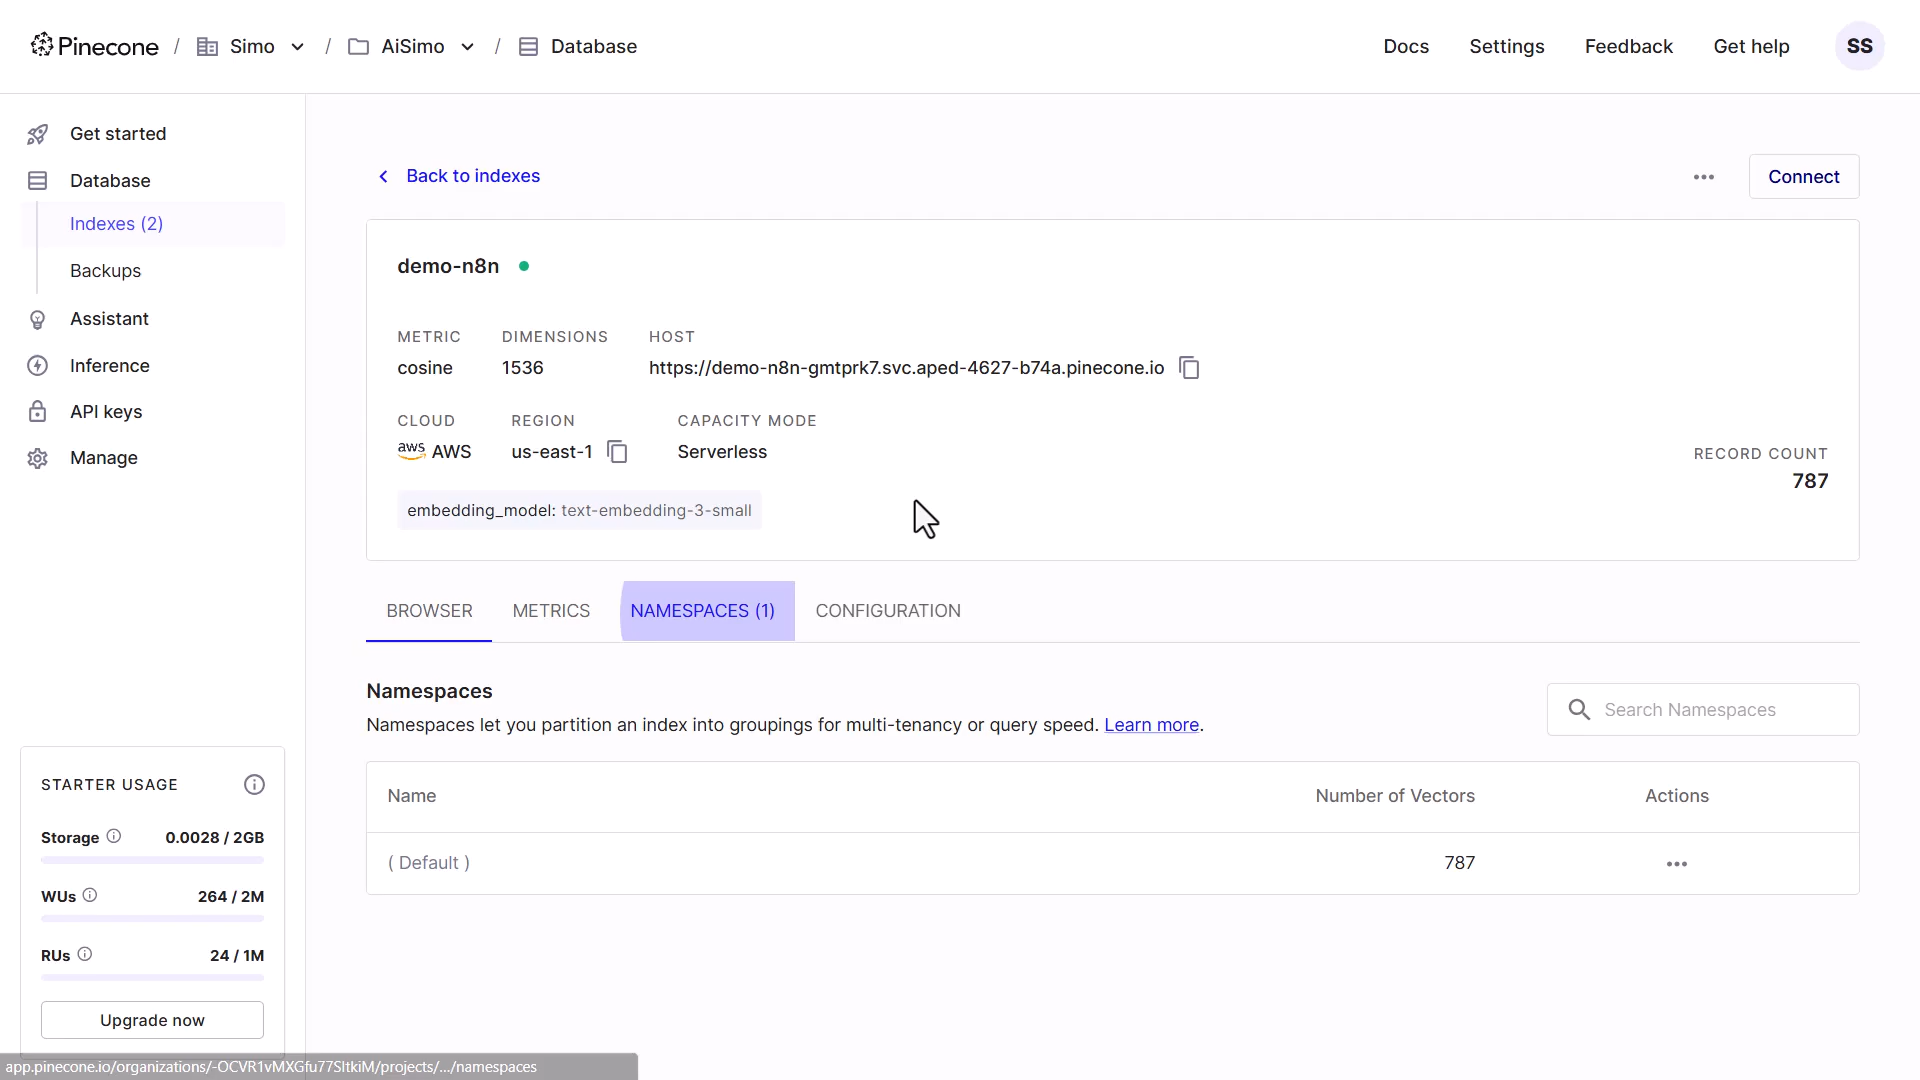 Pinecone / Simo / AiSimo / Database
Docs Settings Feedback Get help SS
Get started
Database
Indexes (2)
Backups
Assistant
Inference
API keys
Manage
STARTER USAGE
Storage 0.0028 / 2GB
WUs 264 / 2M
RUs 24 / 1M
Upgrade now
Back to indexes
Connect
demo-n8n
METRIC DIMENSIONS HOST
cosine 1536 https://demo-n8n-gmtprk7.svc.aped-4627-b74a.pinecone.io
CLOUD REGION CAPACITY MODE
aws AWS us-east-1 Serverless
RECORD COUNT
787
embedding_model: text-embedding-3-small
BROWSER METRICS NAMESPACES (1) CONFIGURATION
Namespaces
Namespaces let you partition an index into groupings for multi-tenancy or query speed. Learn more.
Search Namespaces
Name Number of Vectors Actions
( Default ) 787
app.pinecone.io/organizations/-OCVR1vMXGfu77SltkiM/projects/.../namespaces